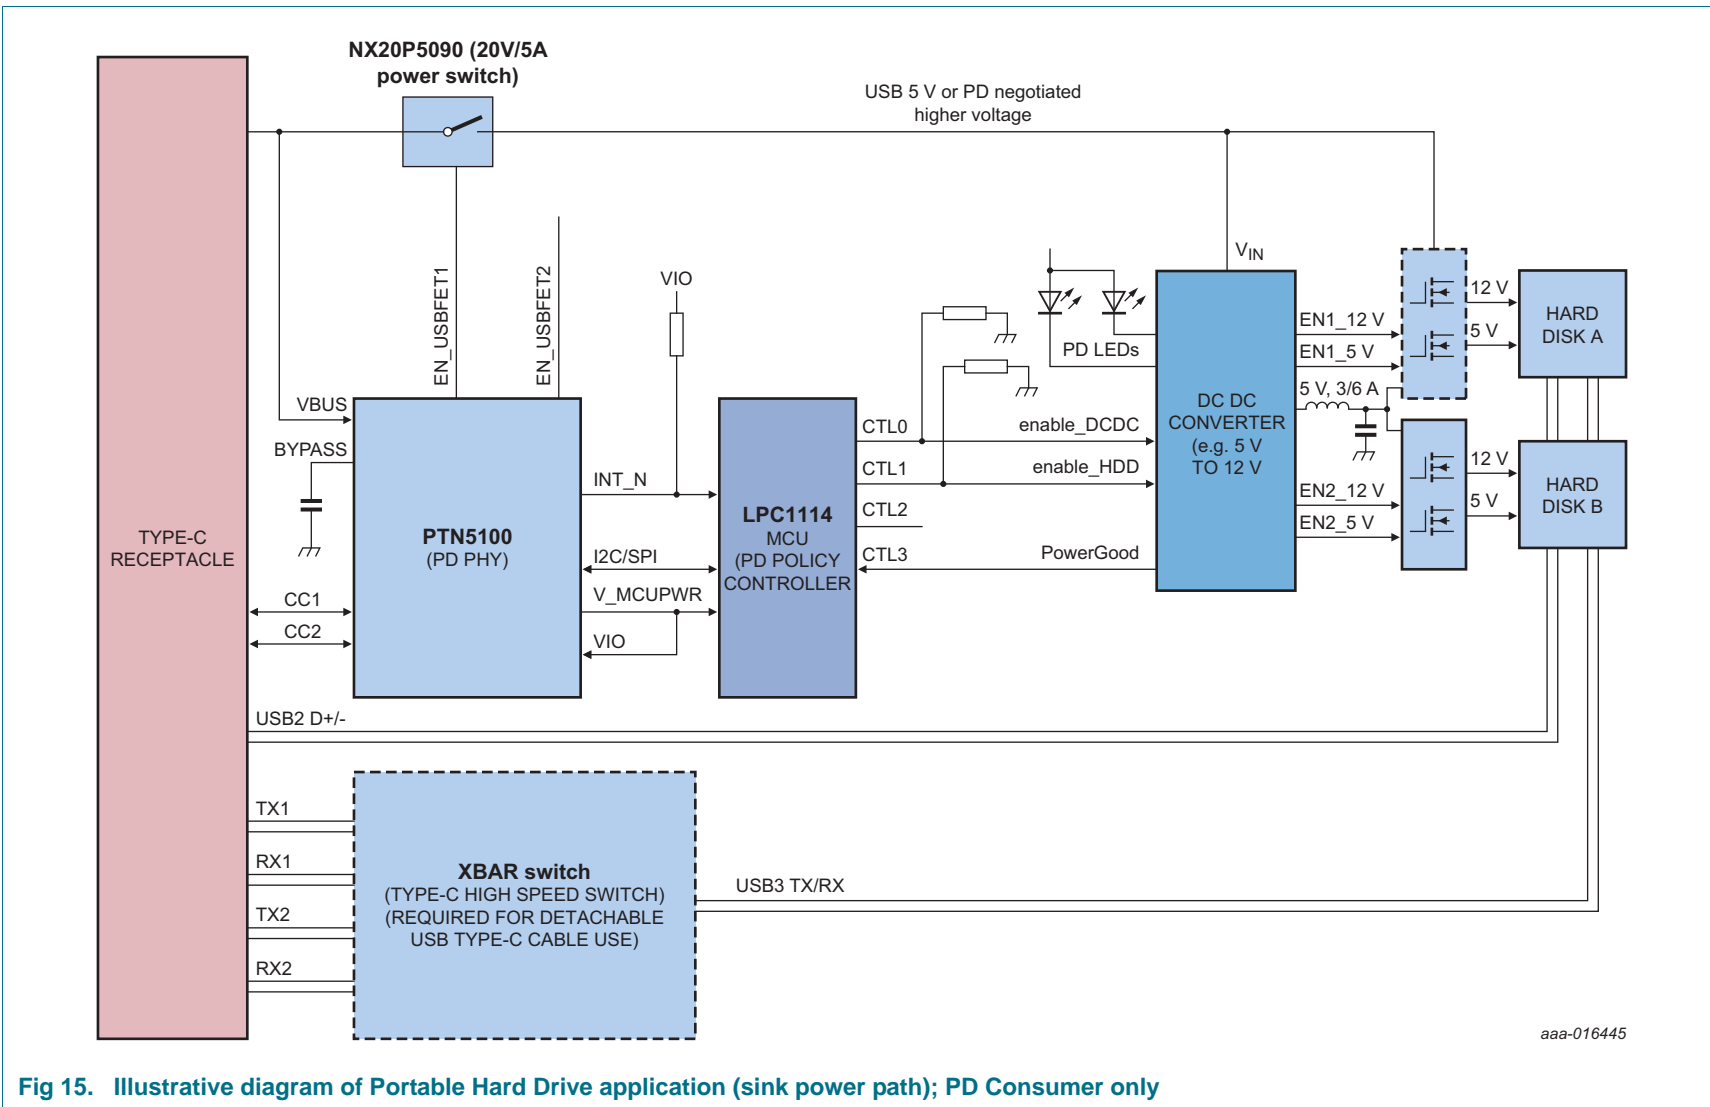 NX20P5090 (20V/5A
power switch)
USB 5 V or PD negotiated
higher voltage
EN_USBFET1
EN_USBFET2
VIO
VIN
PD LEDs
EN1_12 V
EN1_5 V
5 V, 3/6 A
EN2_12 V
EN2_5 V
12 V
5 V
HARD
DISK A
12 V
5 V
HARD
DISK B
VBUS
BYPASS
TYPE-C
RECEPTACLE
CC1
CC2
PTN5100
(PD PHY)
INT_N
I2C/SPI
V_MCUPWR
VIO
LPC1114
MCU
(PD POLICY
CONTROLLER
CTL0
CTL1
CTL2
CTL3
enable_DCDC
enable_HDD
PowerGood
DC DC
CONVERTER
(e.g. 5 V
TO 12 V
USB2 D+/-
TX1
RX1
TX2
RX2
XBAR switch
(TYPE-C HIGH SPEED SWITCH)
(REQUIRED FOR DETACHABLE
USB TYPE-C CABLE USE)
USB3 TX/RX
aaa-016445
Fig 15. Illustrative diagram of Portable Hard Drive application (sink power path); PD Consumer only